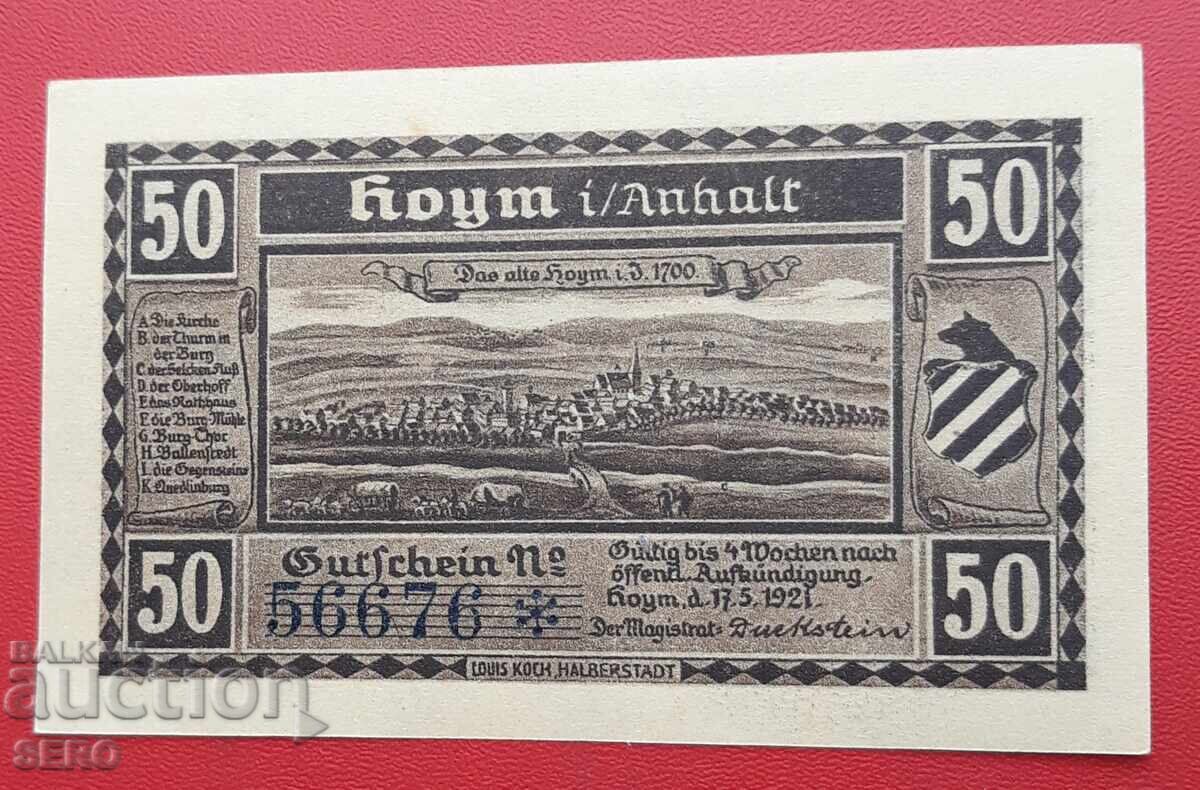 50
Hoym i/Anhalt
50
Das alte Hoym i. J. 1700.
A. Die Kirche
B. der Thurm in
der Burg
C. der Selcken Fluß
D. der Oberhoff
E. das Rathhaus
F. die Burg-Mühle
G. Burg-Thor
H. Ballenstedt
I. die Gegensteine
K. Quedlinburg
50
Gutschein No
56676 *
Gültig bis 4 Wochen nach
öffentl. Aufkündigung.
Hoym, d. 17.5.1921.
Der Magistrat: Duckstein
50
LOUIS KOCH, HALBERSTADT
BALKAN
auction
SERO